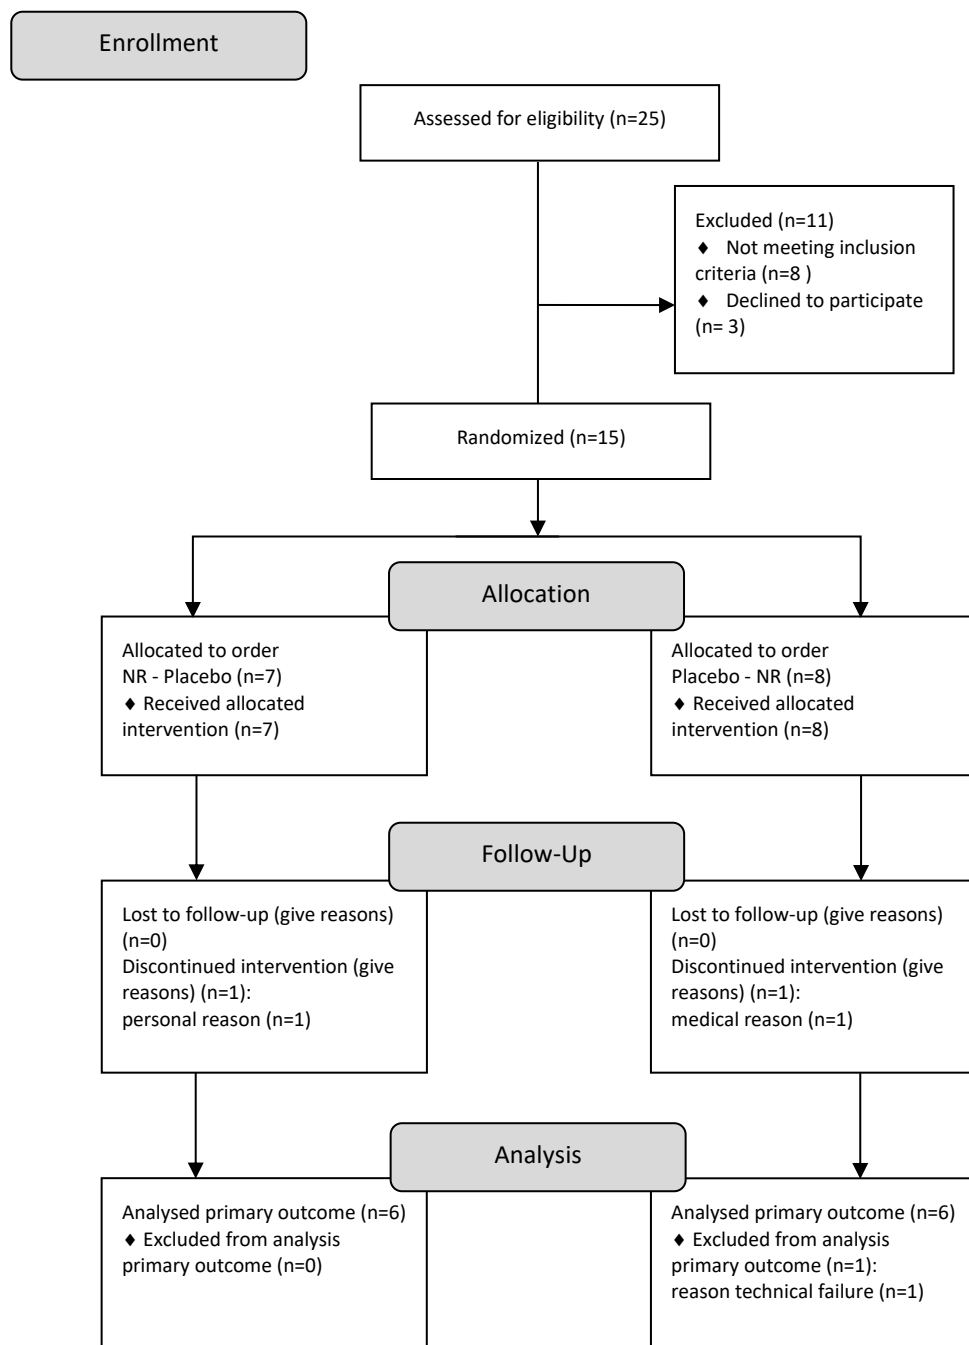 Enrollment
Assessed for eligibility (n=25)
Excluded (n=11)
♦ Not meeting inclusion
criteria (n=8 )
♦ Declined to participate
(n= 3)
Randomized (n=15)
Allocation
Allocated to order
NR - Placebo (n=7)
♦ Received allocated
intervention (n=7)
Allocated to order
Placebo - NR (n=8)
♦ Received allocated
intervention (n=8)
Follow-Up
Lost to follow-up (give reasons)
(n=0)
Discontinued intervention (give
reasons) (n=1):
personal reason (n=1)
Lost to follow-up (give reasons)
(n=0)
Discontinued intervention (give
reasons) (n=1):
medical reason (n=1)
Analysis
Analysed primary outcome (n=6)
♦ Excluded from analysis
primary outcome (n=0)
Analysed primary outcome (n=6)
♦ Excluded from analysis
primary outcome (n=1):
reason technical failure (n=1)